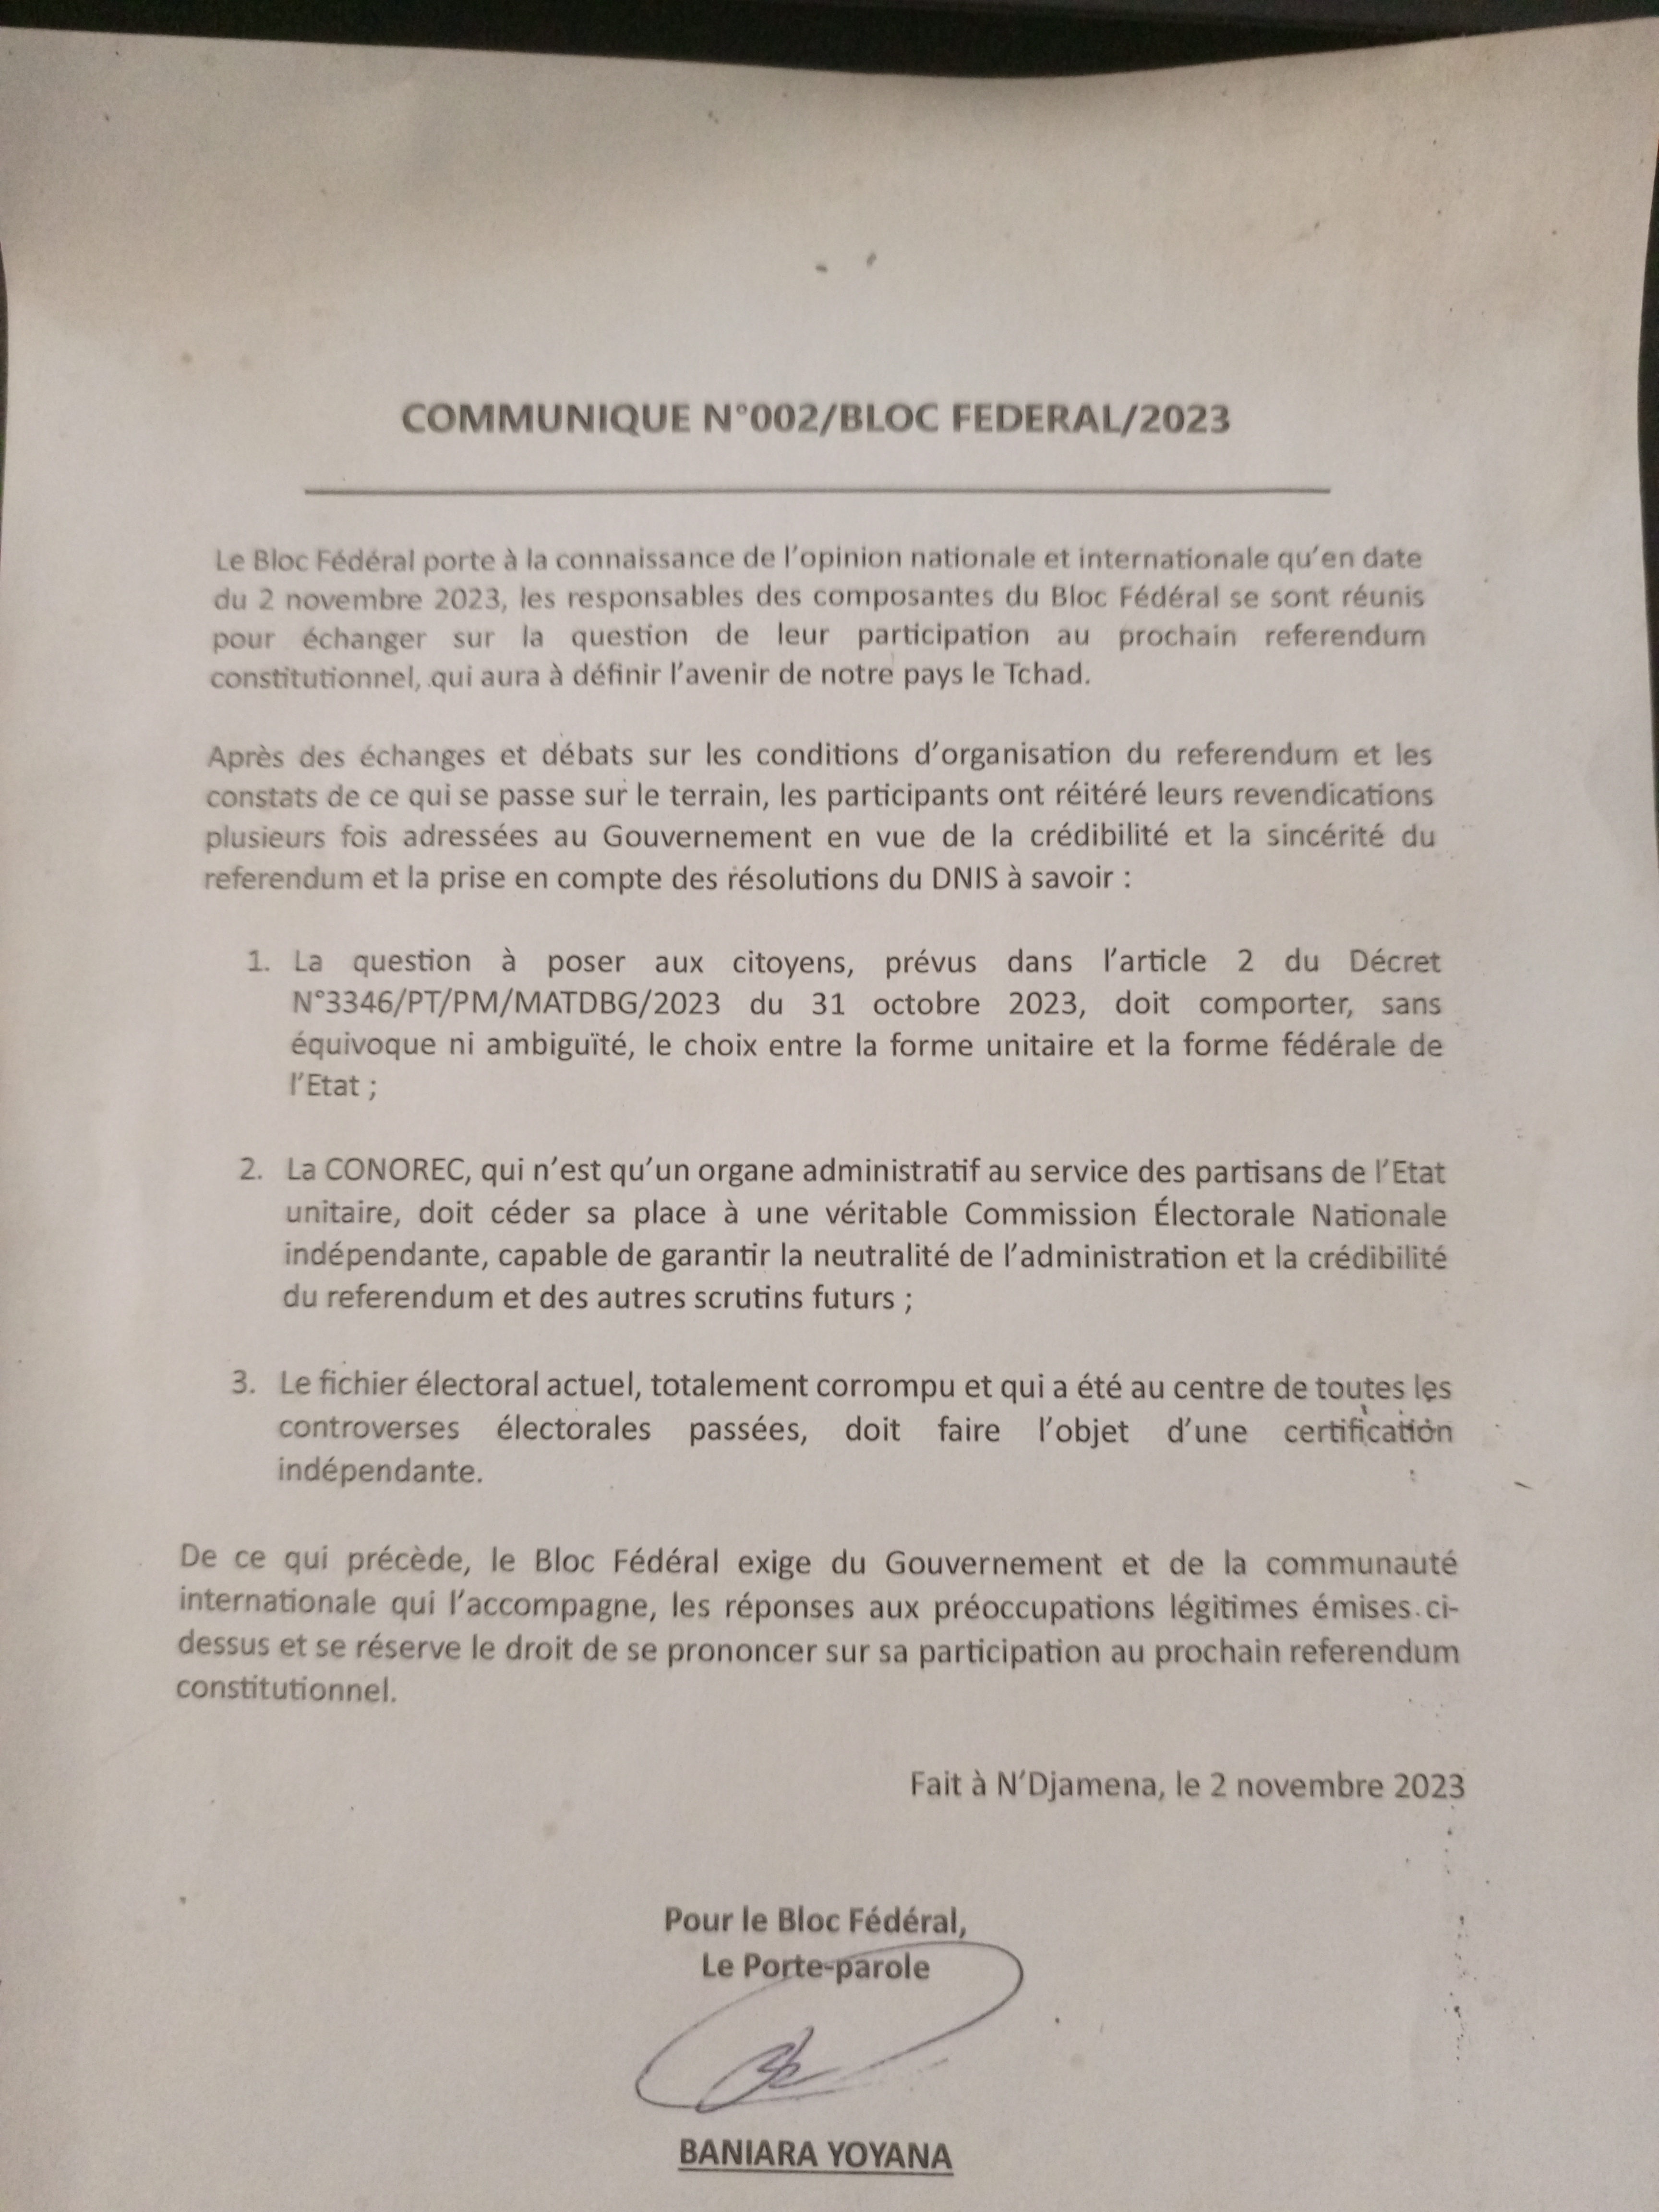 COMMUNIQUE N°002/BLOC FEDERAL/2023
Le Bloc Fédéral porte à la connaissance de l'opinion nationale et internationale qu'en date
du 2 novembre 2023, les responsables des composantes du Bloc Fédéral se sont réunis
pour échanger sur la question de leur participation au prochain referendum
constitutionnel, qui aura à définir l'avenir de notre pays le Tchad.
Après des échanges et débats sur les conditions d'organisation du referendum et les
constats de ce qui se passe sur le terrain, les participants ont réitéré leurs revendications
plusieurs fois adressées au Gouvernement en vue de la crédibilité et la sincérité du
referendum et la prise en compte des résolutions du DNIS à savoir :
1. La question à poser aux citoyens, prévus dans l'article 2 du Décret
N°3346/PT/PM/MATDBG/2023 du 31 octobre 2023, doit comporter, sans
équivoque ni ambiguïté, le choix entre la forme unitaire et la forme fédérale de
l'Etat ;
2. La CONOREC, qui n'est qu'un organe administratif au service des partisans de l'Etat
unitaire, doit céder sa place à une véritable Commission Électorale Nationale
indépendante, capable de garantir la neutralité de l'administration et la crédibilité
du referendum et des autres scrutins futurs ;
3. Le fichier électoral actuel, totalement corrompu et qui a été au centre de toutes les
controverses électorales passées, doit faire l'objet d'une certification
indépendante.
De ce qui précède, le Bloc Fédéral exige du Gouvernement et de la communauté
internationale qui l'accompagne, les réponses aux préoccupations légitimes émises ci-
dessus et se réserve le droit de se prononcer sur sa participation au prochain referendum
constitutionnel.
Fait à N'Djamena, le 2 novembre 2023
Pour le Bloc Fédéral,
Le Porte-parole
BANIARA YOYANA